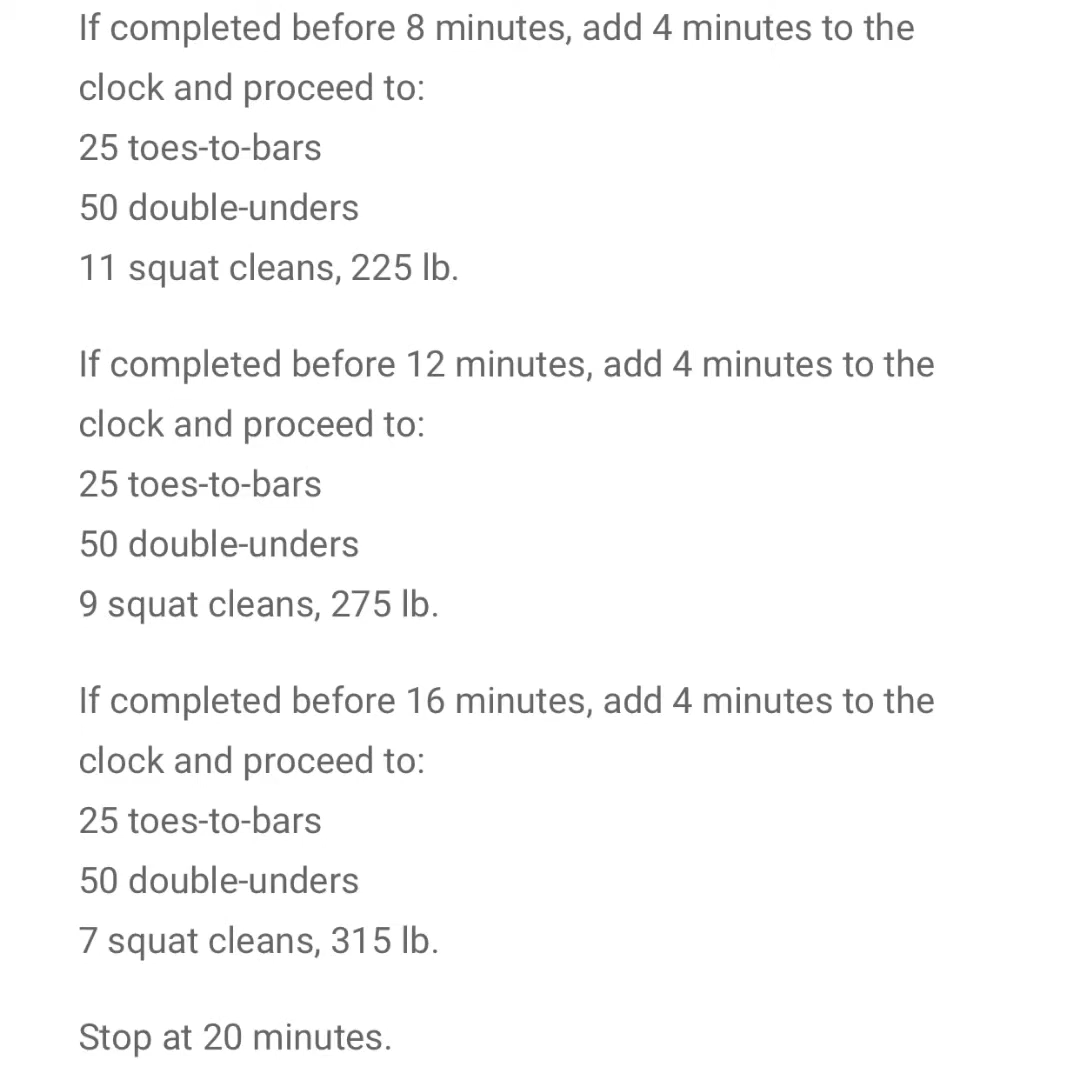 If completed before 8 minutes, add 4 minutes to the
clock and proceed to:
25 toes-to-bars
50 double-unders
11 squat cleans, 225 lb.
If completed before 12 minutes, add 4 minutes to the
clock and proceed to:
25 toes-to-bars
50 double-unders
9 squat cleans, 275 lb.
If completed before 16 minutes, add 4 minutes to the
clock and proceed to:
25 toes-to-bars
50 double-unders
7 squat cleans, 315 lb.
Stop at 20 minutes.